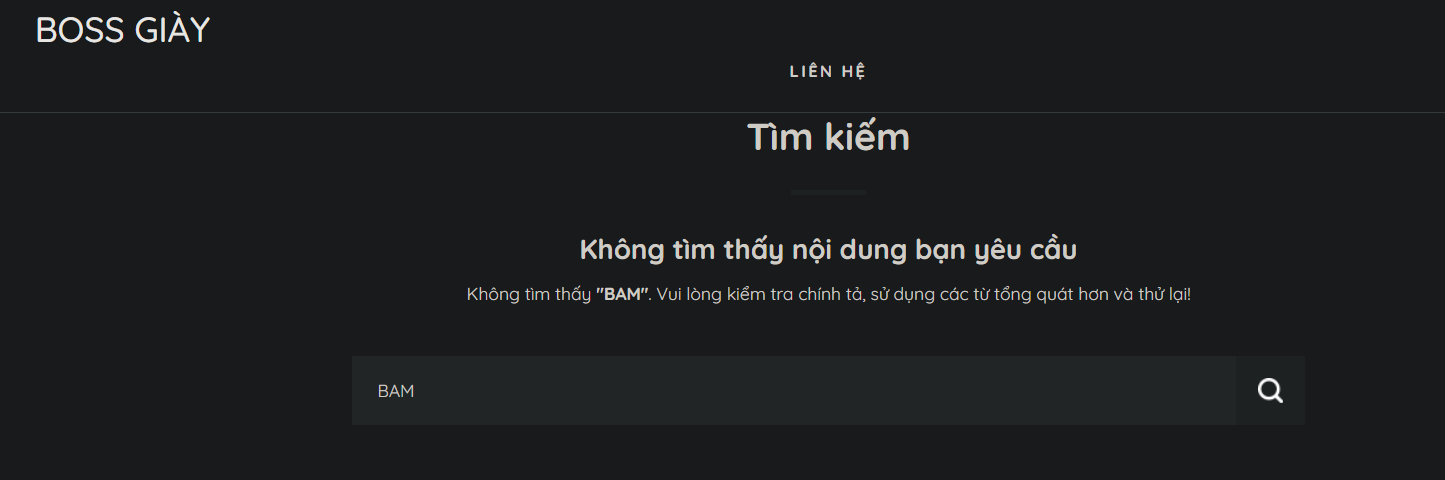 BOSS GIÀY
LIÊN HỆ
Tìm kiếm
Không tìm thấy nội dung bạn yêu cầu
Không tìm thấy "BAM". Vui lòng kiểm tra chính tả, sử dụng các từ tổng quát hơn và thử lại!
BAM